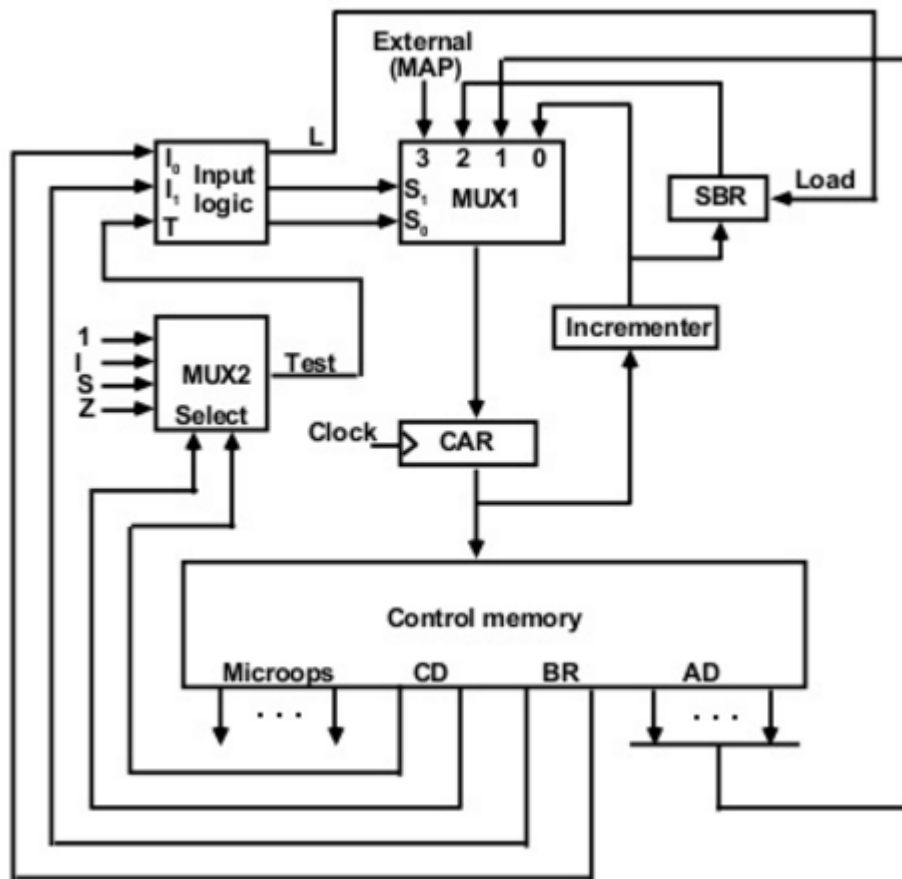 External
(MAP)
L
I₀
Input
logic
I₁
T
3 2 1 0
S₁
MUX1
S₀
SBR
Load
Incrementer
1
I
S
Z
MUX2
Select
Test
Clock
CAR
Control memory
Microops CD BR AD
. . .
. . .